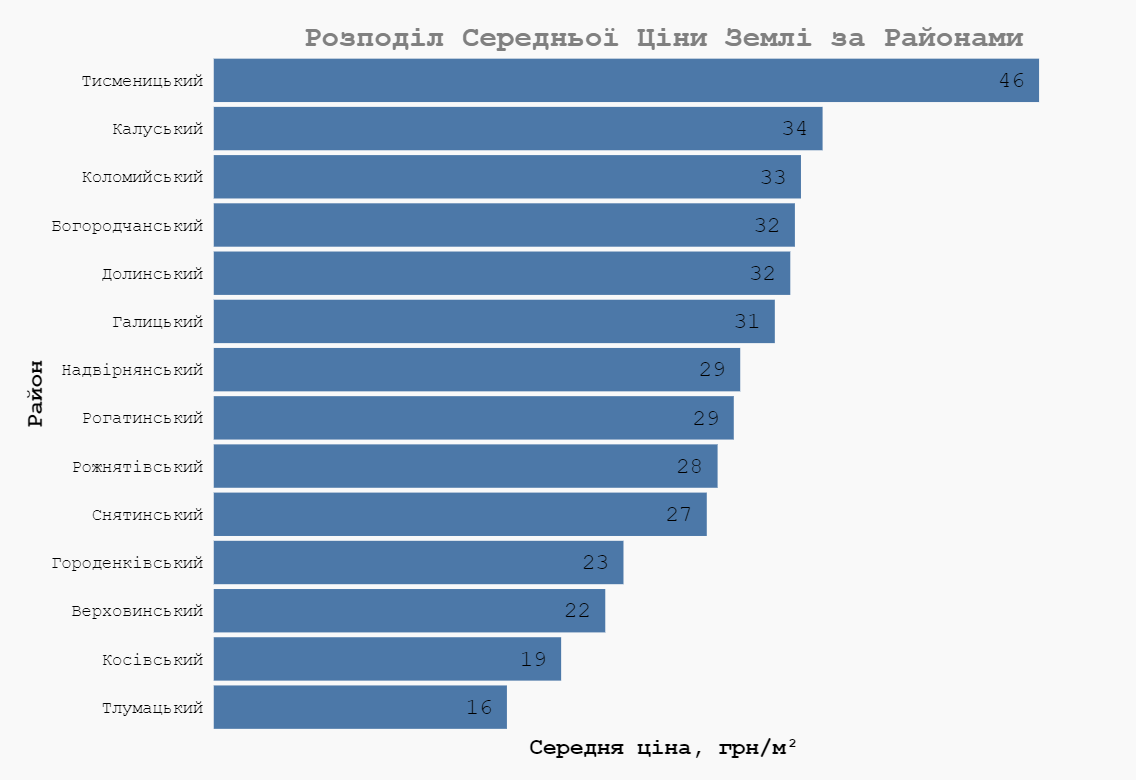 Розподіл Середньої Ціни Землі за Районами
Тисменицький 46
Калуський 34
Коломийський 33
Богородчанський 32
Долинський 32
Галицький 31
Надвірнянський 29
Рогатинський 29
Рожнятівський 28
Снятинський 27
Городенківський 23
Верховинський 22
Косівський 19
Тлумацький 16
Район
Середня ціна, грн/м²